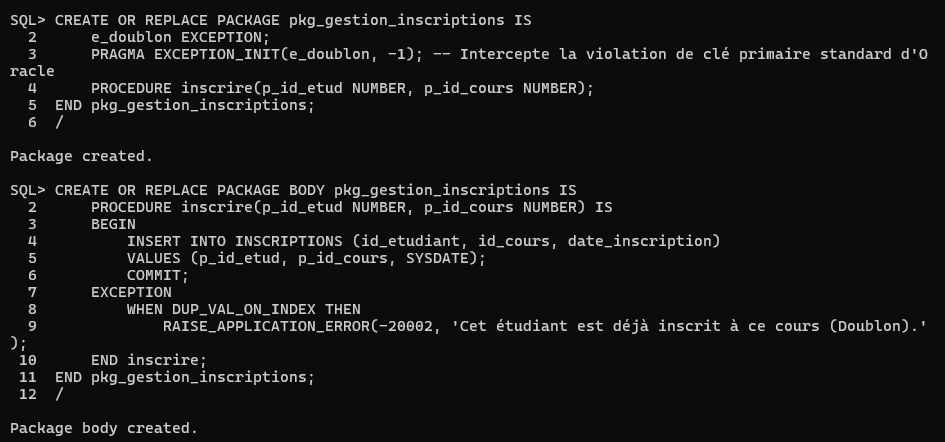 SQL> CREATE OR REPLACE PACKAGE pkg_gestion_inscriptions IS
  2      e_doublon EXCEPTION;
  3      PRAGMA EXCEPTION_INIT(e_doublon, -1); -- Intercepte la violation de clé primaire standard d'O
racle
  4      PROCEDURE inscrire(p_id_etud NUMBER, p_id_cours NUMBER);
  5  END pkg_gestion_inscriptions;
  6  /

Package created.

SQL> CREATE OR REPLACE PACKAGE BODY pkg_gestion_inscriptions IS
  2      PROCEDURE inscrire(p_id_etud NUMBER, p_id_cours NUMBER) IS
  3      BEGIN
  4          INSERT INTO INSCRIPTIONS (id_etudiant, id_cours, date_inscription)
  5          VALUES (p_id_etud, p_id_cours, SYSDATE);
  6          COMMIT;
  7      EXCEPTION
  8          WHEN DUP_VAL_ON_INDEX THEN
  9              RAISE_APPLICATION_ERROR(-20002, 'Cet étudiant est déjà inscrit à ce cours (Doublon).'
);
 10      END inscrire;
 11  END pkg_gestion_inscriptions;
 12  /

Package body created.